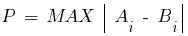 P = MAX | A_i - B_i |